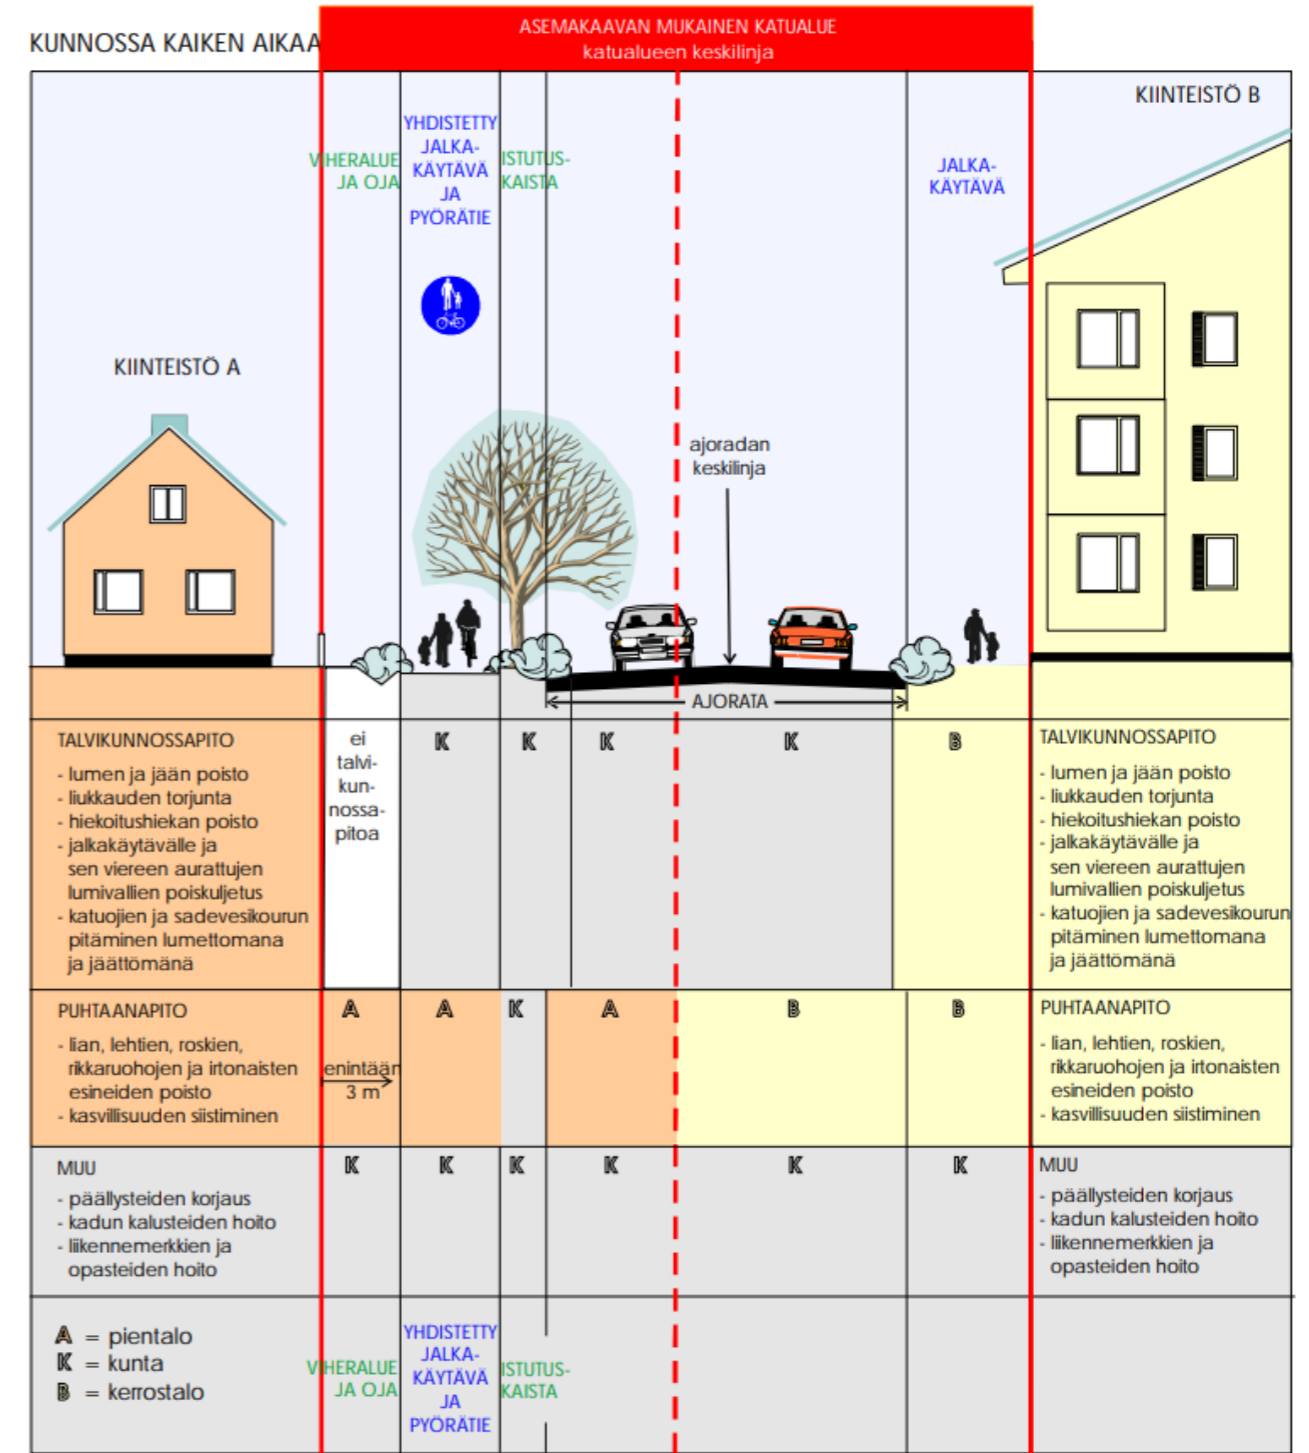 KUNNOSSA KAIKEN AIKAA
ASEMAKAAVAN MUKAINEN KATUALUE
katualueen keskilinja
KIINTEISTÖ B
VIHERALUE
JA OJA
YHDISTETTY
JALKA-
KÄYTÄVÄ
JA
PYÖRÄTIE
ISTUTUS-
KAISTA
JALKA-
KÄYTÄVÄ
KIINTEISTÖ A
ajoradan
keskilinja
AJORATA
TALVIKUNNOSSAPITO
- lumen ja jään poisto
- liukkauden torjunta
- hiekoitushiekan poisto
- jalkakäytävälle ja
sen viereen aurattujen
lumivallien poiskuljetus
- katuojien ja sadevesikourun
pitäminen lumettomana
ja jäättömänä
ei
talvi-
kun-
nossa-
pitoa
K K K K B
TALVIKUNNOSSAPITO
- lumen ja jään poisto
- liukkauden torjunta
- hiekoitushiekan poisto
- jalkakäytävälle ja
sen viereen aurattujen
lumivallien poiskuljetus
- katuojien ja sadevesikourun
pitäminen lumettomana
ja jäättömänä
PUHTAANAPITO
- lian, lehtien, roskien,
rikkaruohojen ja irtonaisten
esineiden poisto
- kasvillisuuden siistiminen
A A K A B B
enintään
3 m
PUHTAANAPITO
- lian, lehtien, roskien,
rikkaruohojen ja irtonaisten
esineiden poisto
- kasvillisuuden siistiminen
MUU
- päällysteiden korjaus
- kadun kalusteiden hoito
- liikennemerkkien ja
opasteiden hoito
K K K K K K
MUU
- päällysteiden korjaus
- kadun kalusteiden hoito
- liikennemerkkien ja
opasteiden hoito
A = pientalo
K = kunta
B = kerrostalo
VIHERALUE
JA OJA
YHDISTETTY
JALKA-
KÄYTÄVÄ
JA
PYÖRÄTIE
ISTUTUS-
KAISTA